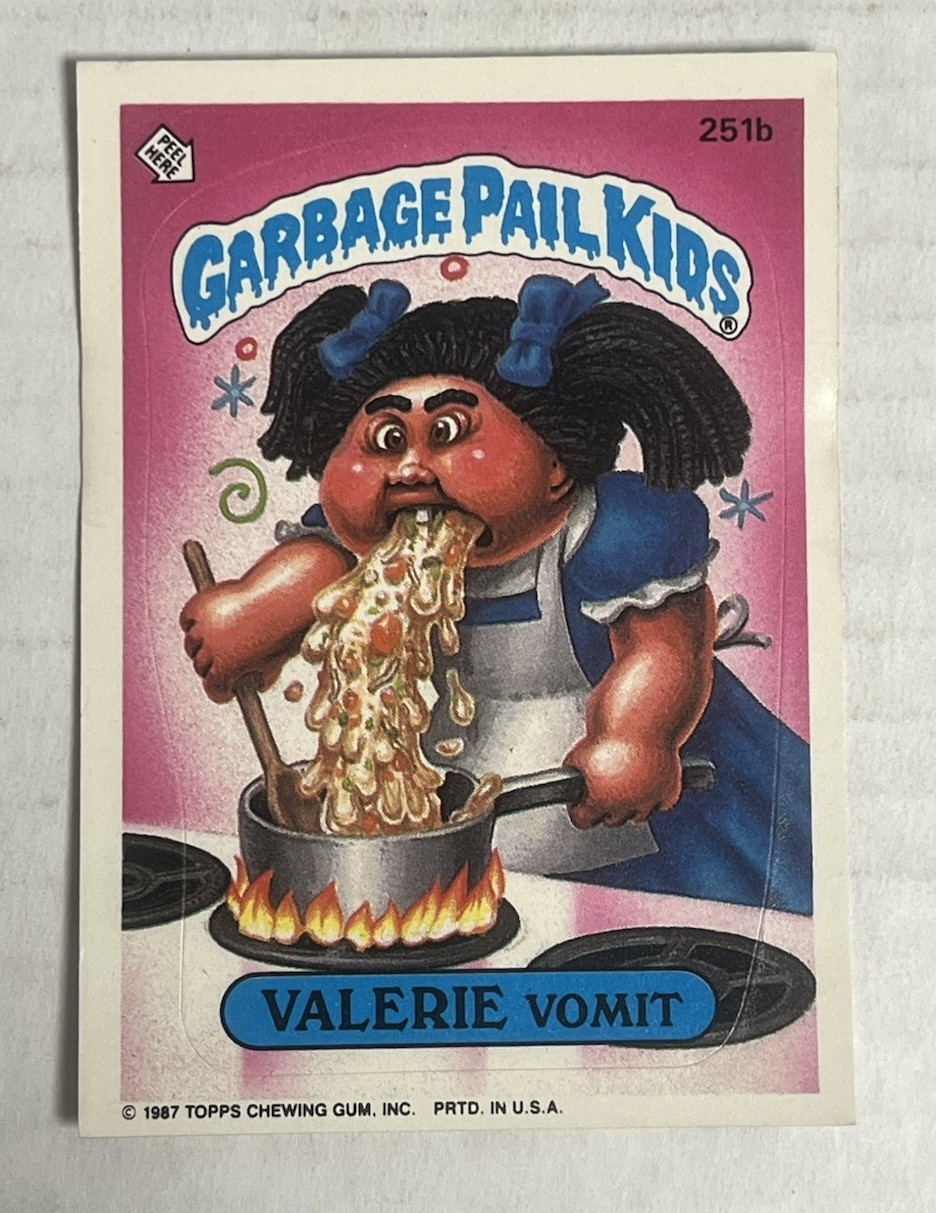 251b
PEEL
HERE
GARBAGE PAIL KIDS
®
VALERIE VOMIT
© 1987 TOPPS CHEWING GUM, INC. PRTD. IN U.S.A.